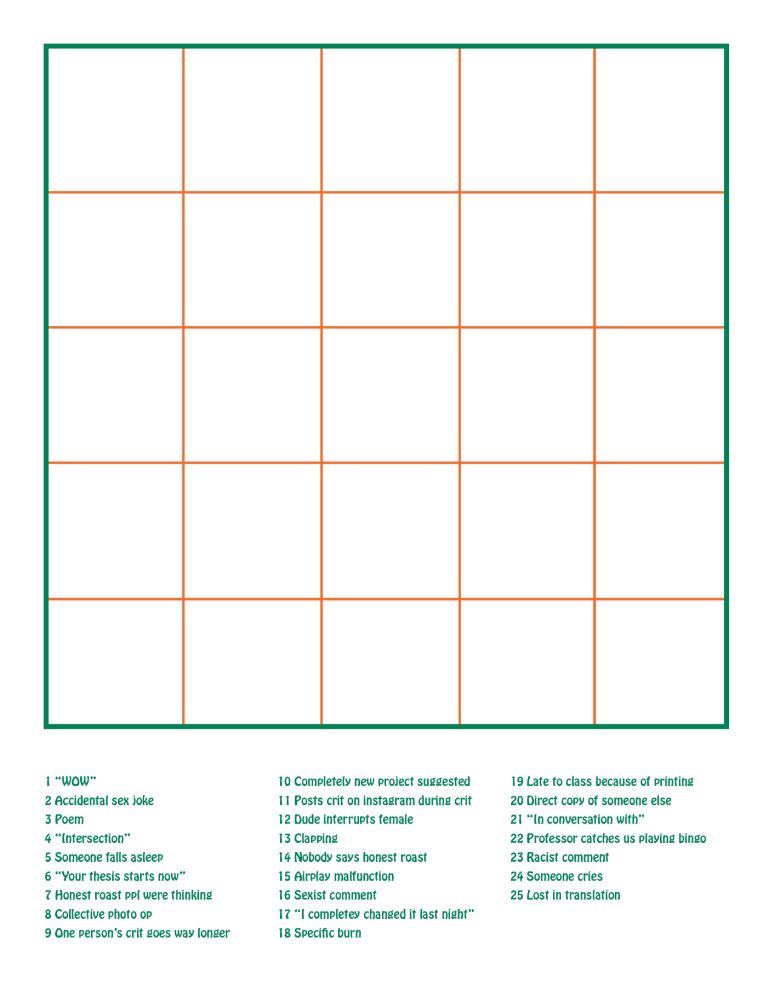 1 “WOW”
2 Accidental sex joke
3 Poem
4 “Intersection”
5 Someone falls asleep
6 “Your thesis starts now”
7 Honest roast ppl were thinking
8 Collective photo op
9 One person’s crit goes way longer
10 Completely new project suggested
11 Posts crit on instagram during crit
12 Dude interrupts female
13 Clapping
14 Nobody says honest roast
15 Airplay malfunction
16 Sexist comment
17 “I completey changed it last night”
18 Specific burn
19 Late to class because of printing
20 Direct copy of someone else
21 “In conversation with”
22 Professor catches us playing bingo
23 Racist comment
24 Someone cries
25 Lost in translation